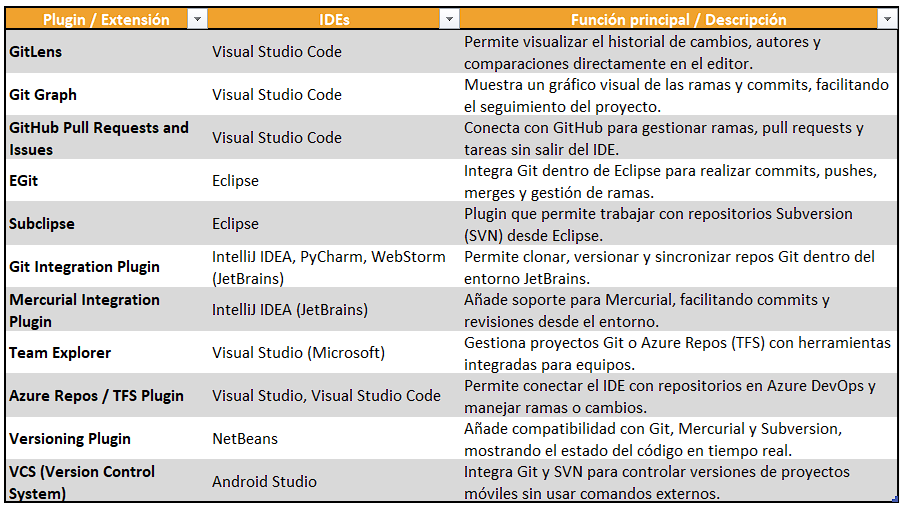 Plugin / Extensión IDEs Función principal / Descripción
GitLens Visual Studio Code Permite visualizar el historial de cambios, autores y
comparaciones directamente en el editor.
Git Graph Visual Studio Code Muestra un gráfico visual de las ramas y commits, facilitando
el seguimiento del proyecto.
GitHub Pull Requests and
Issues Visual Studio Code Conecta con GitHub para gestionar ramas, pull requests y
tareas sin salir del IDE.
EGit Eclipse Integra Git dentro de Eclipse para realizar commits, pushes,
merges y gestión de ramas.
Subclipse Eclipse Plugin que permite trabajar con repositorios Subversion
(SVN) desde Eclipse.
Git Integration Plugin IntelliJ IDEA, PyCharm, WebStorm
(JetBrains) Permite clonar, versionar y sincronizar repos Git dentro del
entorno JetBrains.
Mercurial Integration
Plugin IntelliJ IDEA (JetBrains) Añade soporte para Mercurial, facilitando commits y
revisiones desde el entorno.
Team Explorer Visual Studio (Microsoft) Gestiona proyectos Git o Azure Repos (TFS) con herramientas
integradas para equipos.
Azure Repos / TFS Plugin Visual Studio, Visual Studio Code Permite conectar el IDE con repositorios en Azure DevOps y
manejar ramas o cambios.
Versioning Plugin NetBeans Añade compatibilidad con Git, Mercurial y Subversion,
mostrando el estado del código en tiempo real.
VCS (Version Control
System) Android Studio Integra Git y SVN para controlar versiones de proyectos
móviles sin usar comandos externos.